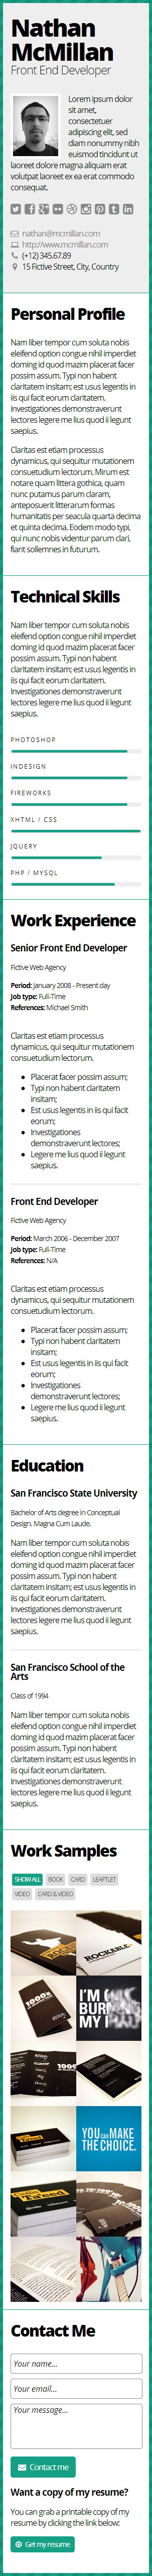 Nathan
McMillan
Front End Developer
Lorem ipsum dolor
sit amet,
consectetuer
adipiscing elit, sed
diam nonummy nibh
euismod tincidunt ut
laoreet dolore magna aliquam erat
volutpat laoreet ex ea erat commodo
consequat.
nathan@mcmillan.com
http://www.mcmillan.com
(+12) 345.67.89
15 Fictive Street, City, Country
Personal Profile
Nam liber tempor cum soluta nobis
eleifend option congue nihil imperdiet
doming id quod mazim placerat facer
possim assum. Typi non habent
claritatem insitam; est usus legentis in
iis qui facit eorum claritatem.
Investigationes demonstraverunt
lectores legere me lius quod ii legunt
saepius.
Claritas est etiam processus
dynamicus, qui sequitur mutationem
consuetudium lectorum. Mirum est
notare quam littera gothica, quam
nunc putamus parum claram,
anteposuerit litterarum formas
humanitatis per seacula quarta decima
et quinta decima. Eodem modo typi,
qui nunc nobis videntur parum clari,
fiant sollemnes in futurum.
Technical Skills
Nam liber tempor cum soluta nobis
eleifend option congue nihil imperdiet
doming id quod mazim placerat facer
possim assum. Typi non habent
claritatem insitam; est usus legentis in
iis qui facit eorum claritatem.
Investigationes demonstraverunt
lectores legere me lius quod ii legunt
saepius.
PHOTOSHOP
INDESIGN
FIREWORKS
XHTML / CSS
JQUERY
PHP / MYSQL
Work Experience
Senior Front End Developer
Fictive Web Agency
Period: January 2008 - Present day
Job type: Full-Time
References: Michael Smith
Claritas est etiam processus
dynamicus, qui sequitur mutationem
consuetudium lectorum.
Placerat facer possim assum;
Typi non habent claritatem
insitam;
Est usus legentis in iis qui facit
eorum;
Investigationes
demonstraverunt lectores;
Legere me lius quod ii legunt
saepius.
Front End Developer
Fictive Web Agency
Period: March 2006 - December 2007
Job type: Full-Time
References: N/A
Claritas est etiam processus
dynamicus, qui sequitur mutationem
consuetudium lectorum.
Placerat facer possim assum;
Typi non habent claritatem
insitam;
Est usus legentis in iis qui facit
eorum;
Investigationes
demonstraverunt lectores;
Legere me lius quod ii legunt
saepius.
Education
San Francisco State University
Bachelor of Arts degree in Conceptual
Design. Magna Cum Laude.
Nam liber tempor cum soluta nobis
eleifend option congue nihil imperdiet
doming id quod mazim placerat facer
possim assum. Typi non habent
claritatem insitam; est usus legentis in
iis qui facit eorum claritatem.
Investigationes demonstraverunt
lectores legere me lius quod ii legunt
saepius.
San Francisco School of the
Arts
Class of 1994
Nam liber tempor cum soluta nobis
eleifend option congue nihil imperdiet
doming id quod mazim placerat facer
possim assum. Typi non habent
claritatem insitam; est usus legentis in
iis qui facit eorum claritatem.
Investigationes demonstraverunt
lectores legere me lius quod ii legunt
saepius.
Work Samples
SHOW ALL BOOK CARD LEAFTLET
VIDEO CARD & VIDEO
ROCKABLE
YOU CAN MAKE
THE CHOICE.
Contact Me
Your name...
Your email...
Your message...
Contact me
Want a copy of my resume?
You can grab a printable copy of my
resume by clicking the link below:
Get my resume